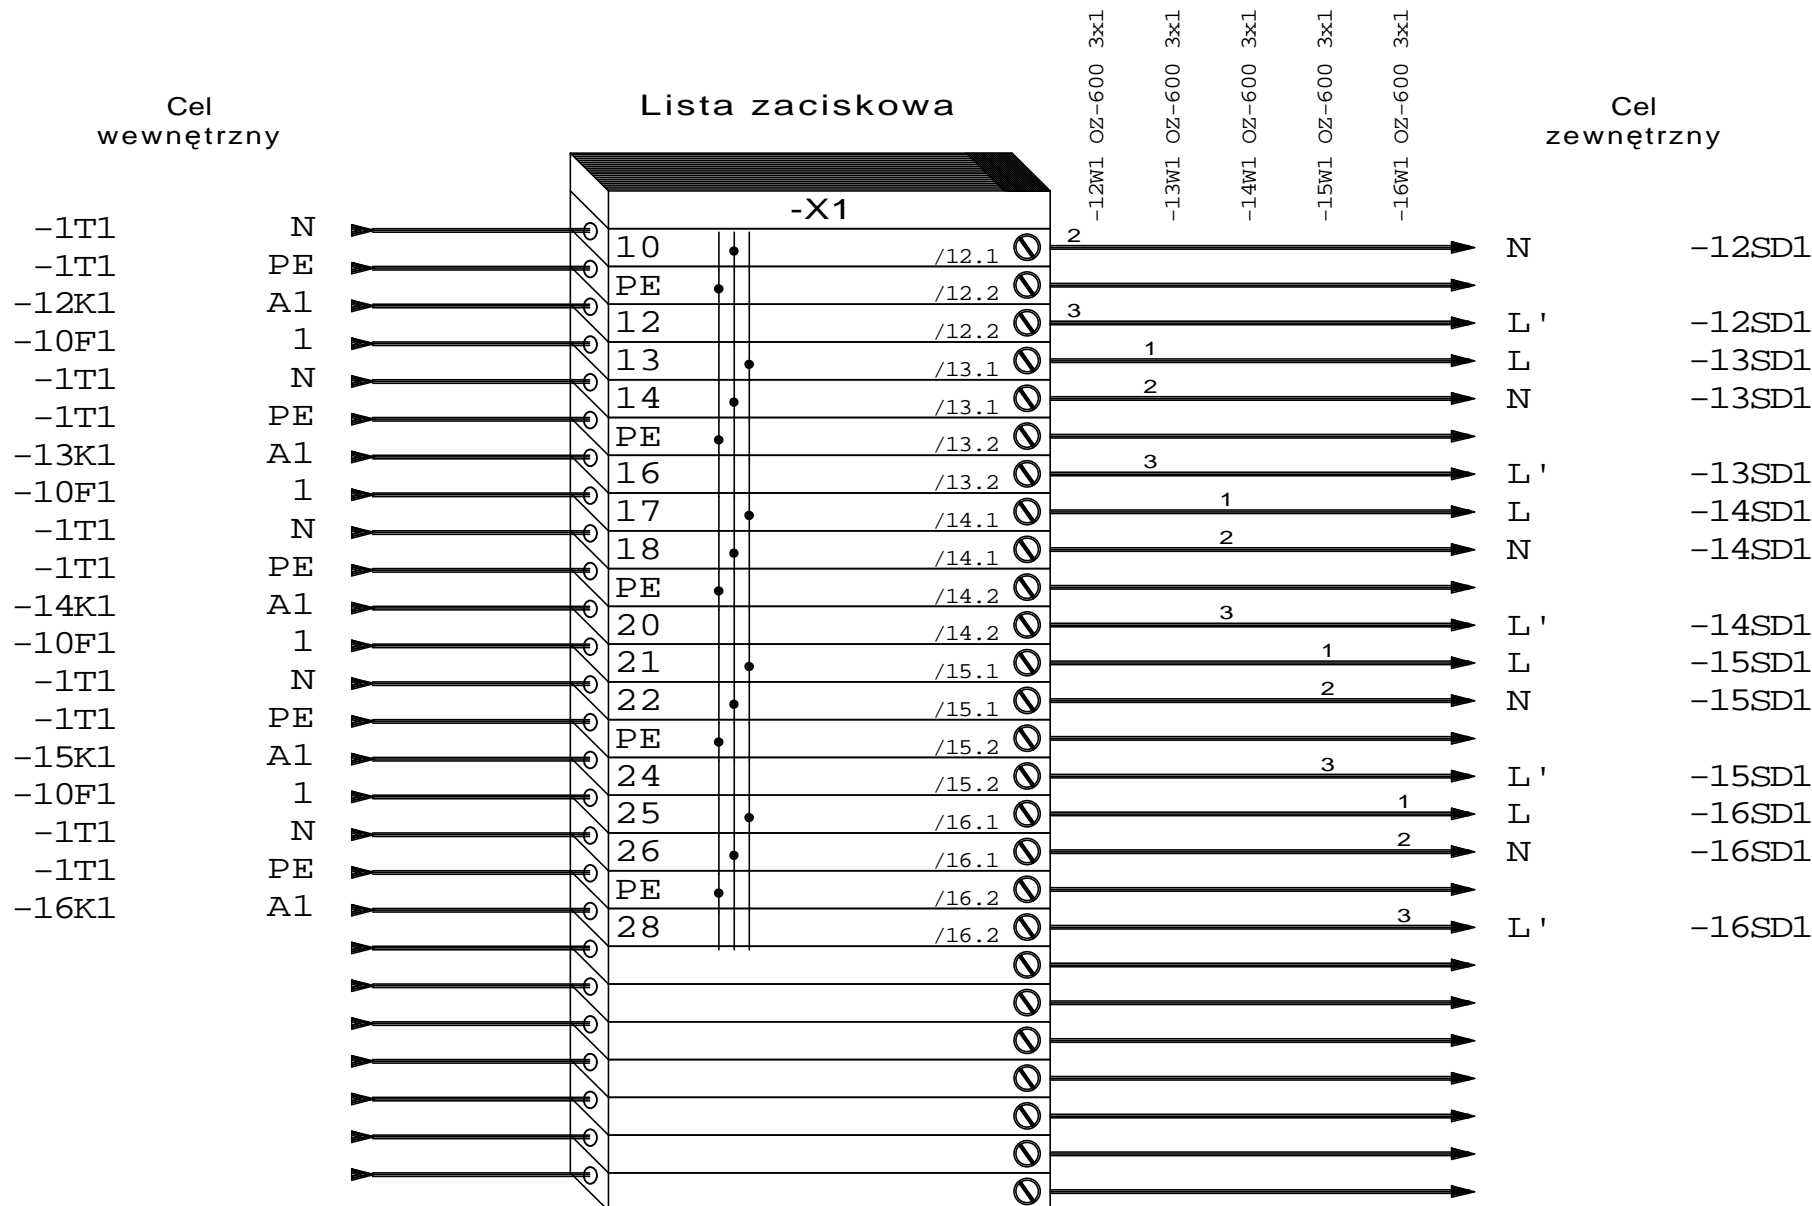 -12W1 OZ-600 3x1
-13W1 OZ-600 3x1
-14W1 OZ-600 3x1
-15W1 OZ-600 3x1
-16W1 OZ-600 3x1
Cel
wewnętrzny
Lista zaciskowa
Cel
zewnętrzny
-X1
-1T1 N 10 /12.1 2 N -12SD1
-1T1 PE PE /12.2
-12K1 A1 12 /12.2 3 L' -12SD1
-10F1 1 13 /13.1 1 L -13SD1
-1T1 N 14 /13.1 2 N -13SD1
-1T1 PE PE /13.2
-13K1 A1 16 /13.2 3 L' -13SD1
-10F1 1 17 /14.1 1 L -14SD1
-1T1 N 18 /14.1 2 N -14SD1
-1T1 PE PE /14.2
-14K1 A1 20 /14.2 3 L' -14SD1
-10F1 1 21 /15.1 1 L -15SD1
-1T1 N 22 /15.1 2 N -15SD1
-1T1 PE PE /15.2
-15K1 A1 24 /15.2 3 L' -15SD1
-10F1 1 25 /16.1 1 L -16SD1
-1T1 N 26 /16.1 2 N -16SD1
-1T1 PE PE /16.2
-16K1 A1 28 /16.2 3 L' -16SD1